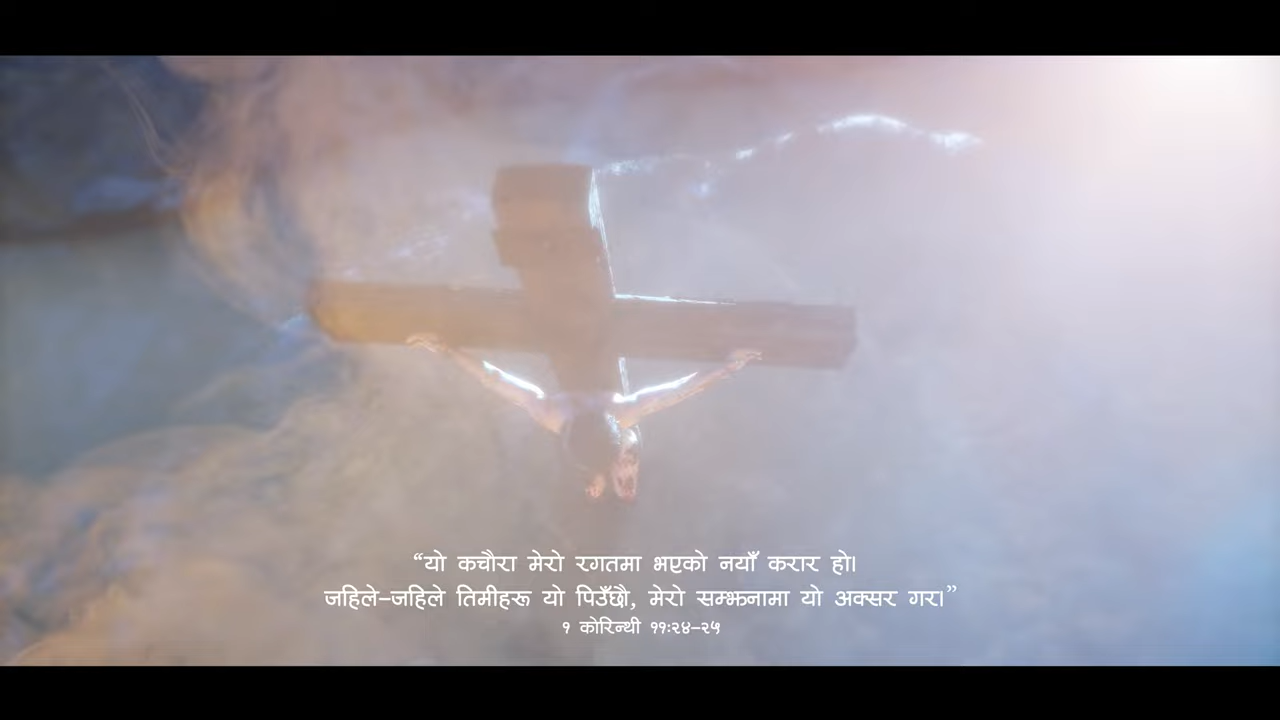 “यो कचौरा मेरो रगतमा भएको नयाँ करार हो।
जहिले–जहिले तिमीहरू यो पिउँछौ, मेरो सम्झनामा यो अक्सर गर।”
१ कोरिन्थी ११:२४–२५